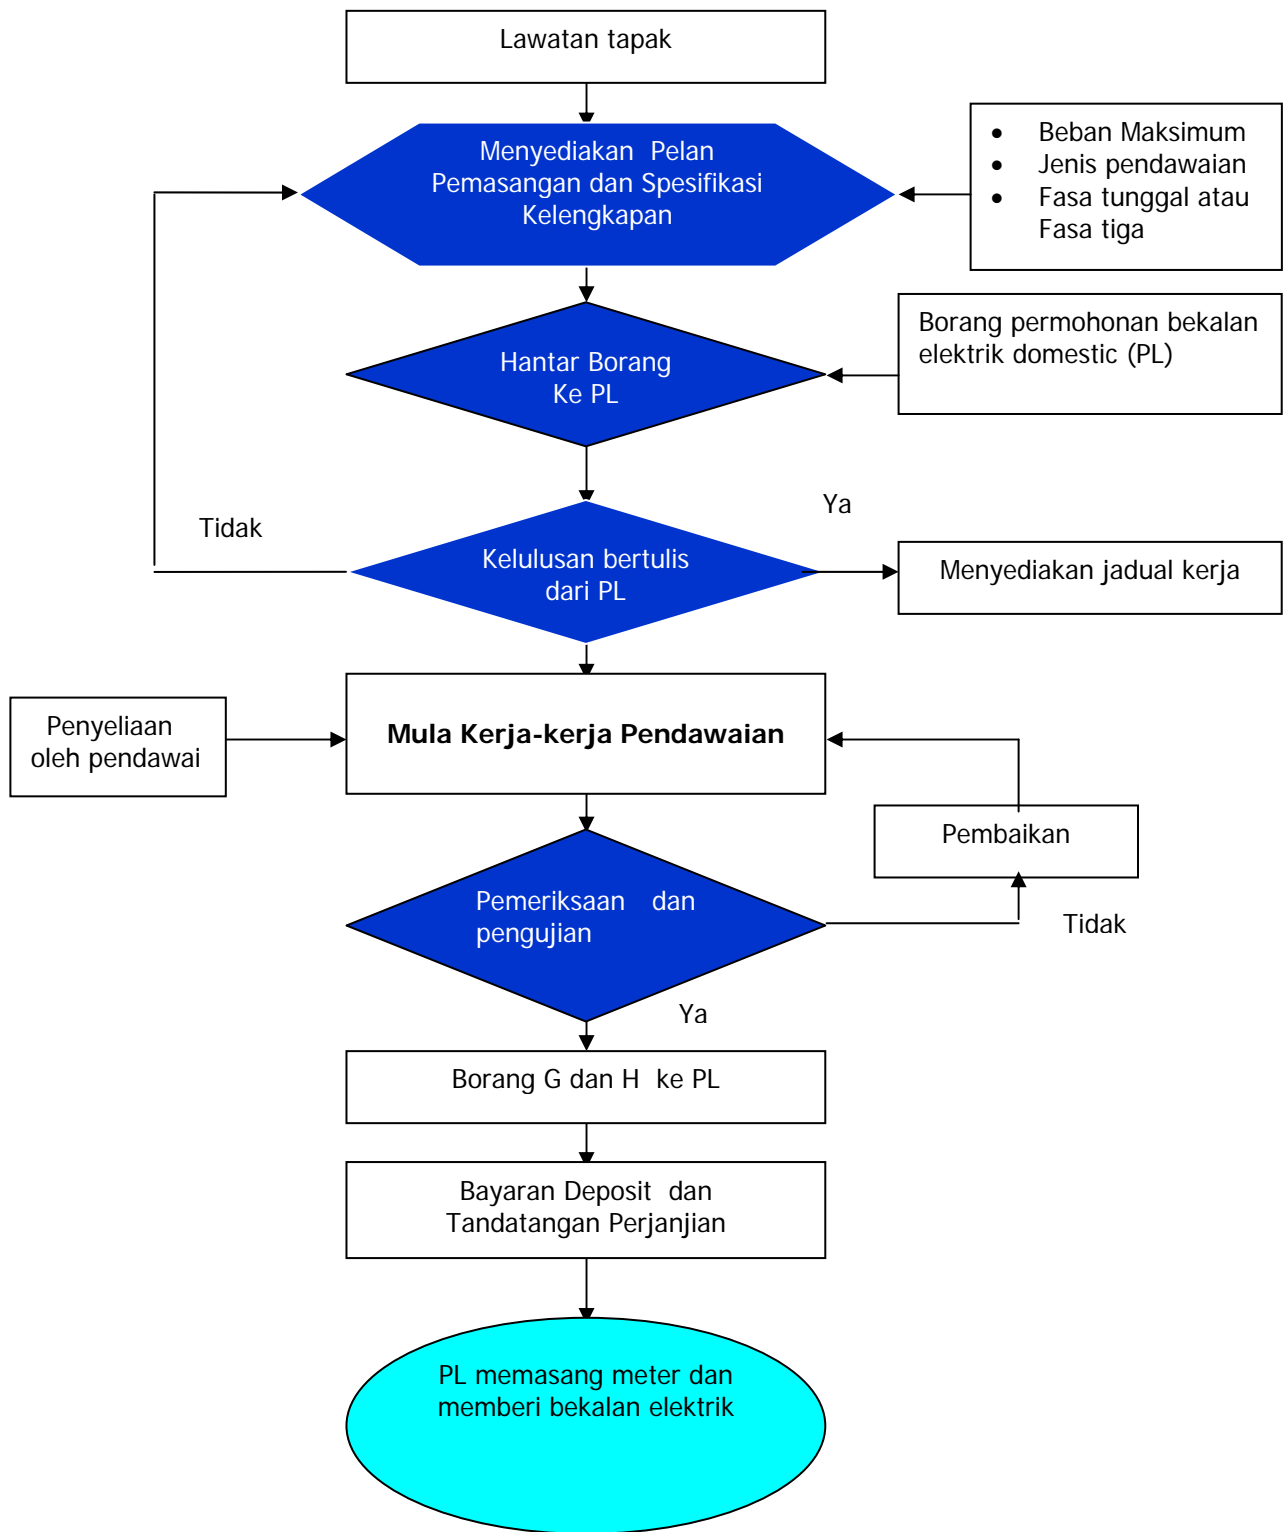 Lawatan tapak
Menyediakan Pelan
Pemasangan dan Spesifikasi
Kelengkapan
• Beban Maksimum
• Jenis pendawaian
• Fasa tunggal atau
Fasa tiga
Hantar Borang
Ke PL
Borang permohonan bekalan
elektrik domestic (PL)
Tidak
Ya
Kelulusan bertulis
dari PL
Menyediakan jadual kerja
Penyeliaan
oleh pendawai
Mula Kerja-kerja Pendawaian
Pembaikan
Pemeriksaan dan
pengujian
Tidak
Ya
Borang G dan H ke PL
Bayaran Deposit dan
Tandatangan Perjanjian
PL memasang meter dan
memberi bekalan elektrik